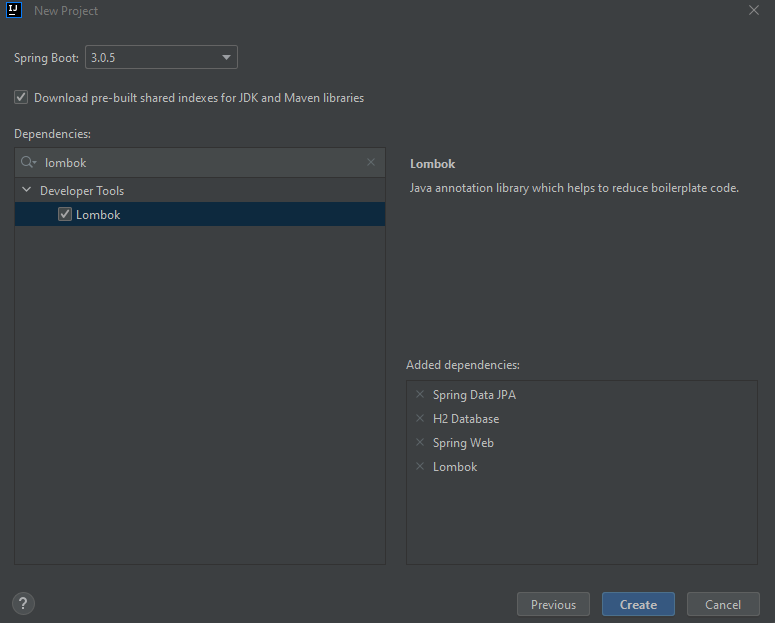 IJ New Project
Spring Boot: 3.0.5
Download pre-built shared indexes for JDK and Maven libraries
Dependencies:
lombok
Developer Tools
Lombok
Lombok
Java annotation library which helps to reduce boilerplate code.
Added dependencies:
Spring Data JPA
H2 Database
Spring Web
Lombok
? Previous Create Cancel